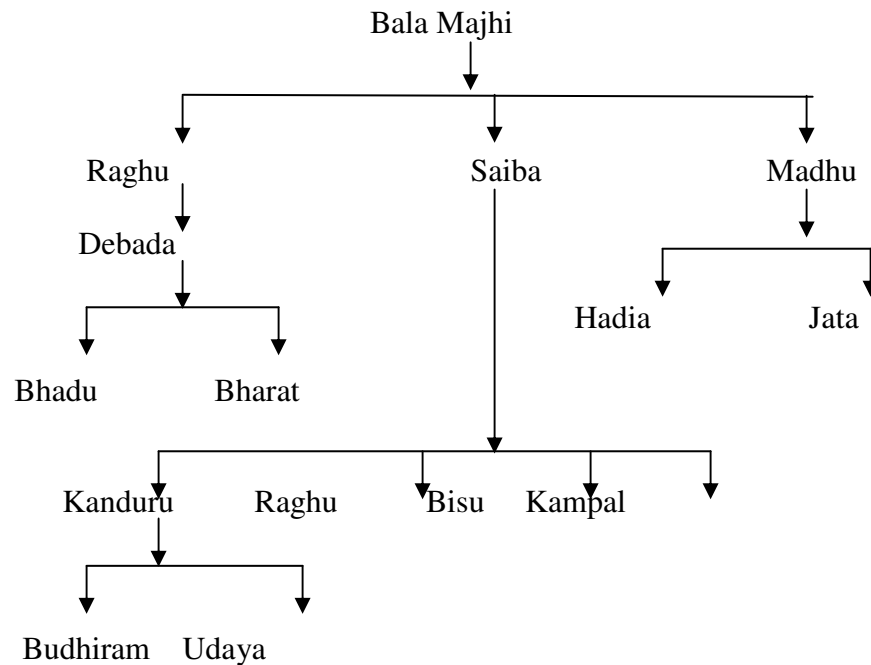 Bala Majhi
Raghu Saiba Madhu
Debada
Hadia Jata
Bhadu Bharat
Kanduru Raghu Bisu Kampal
Budhiram Udaya